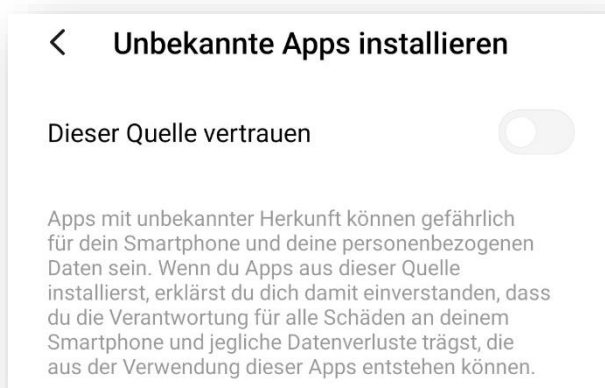 Unbekannte Apps installieren
Dieser Quelle vertrauen
Apps mit unbekannter Herkunft können gefährlich
für dein Smartphone und deine personenbezogenen
Daten sein. Wenn du Apps aus dieser Quelle
installierst, erklärst du dich damit einverstanden, dass
du die Verantwortung für alle Schäden an deinem
Smartphone und jegliche Datenverluste trägst, die
aus der Verwendung dieser Apps entstehen können.